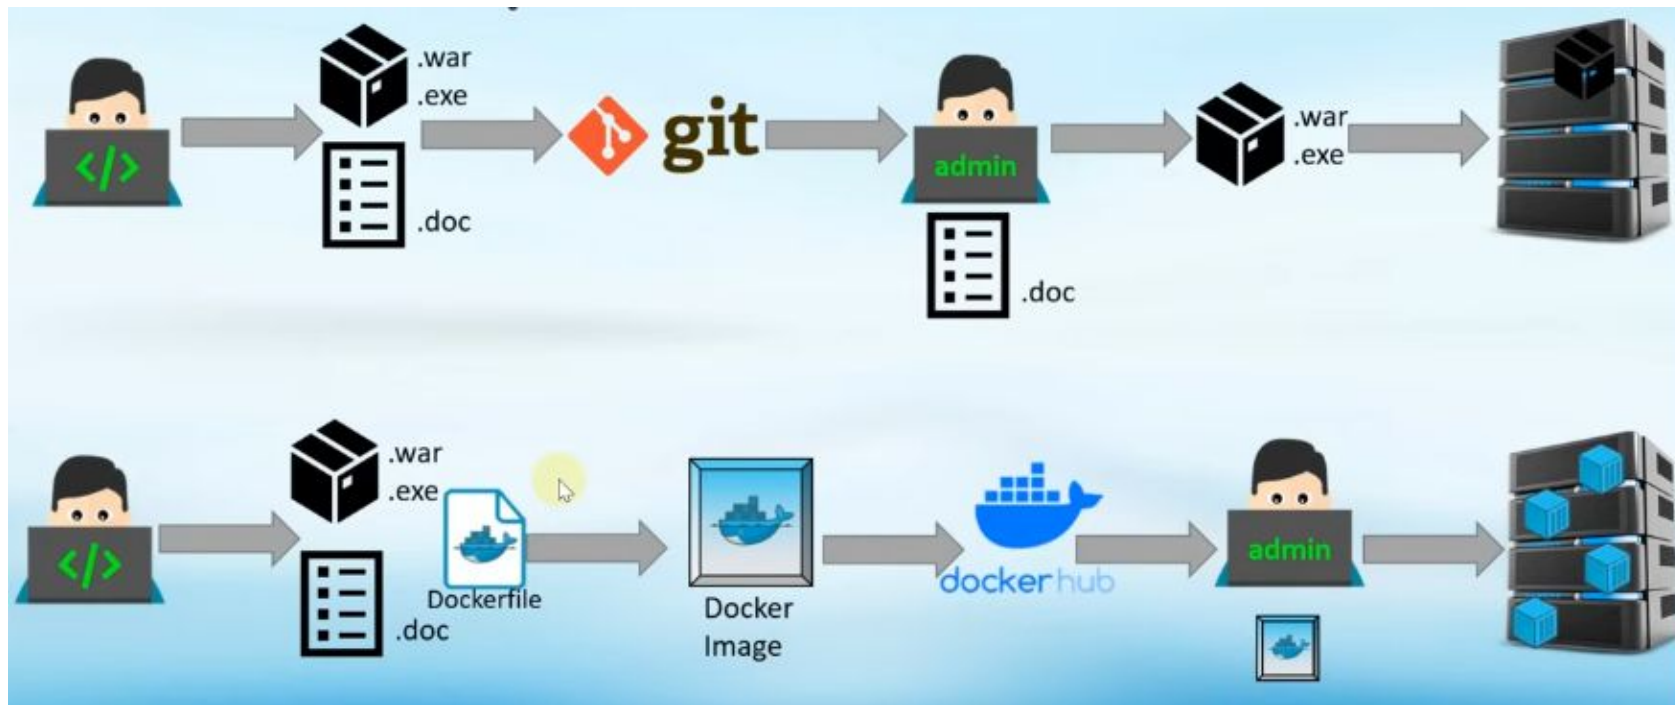 .war
.exe
.doc
</>
git
admin
.doc
.war
.exe
.war
.exe
.doc
</>
Dockerfile
Docker
Image
dockerhub
admin